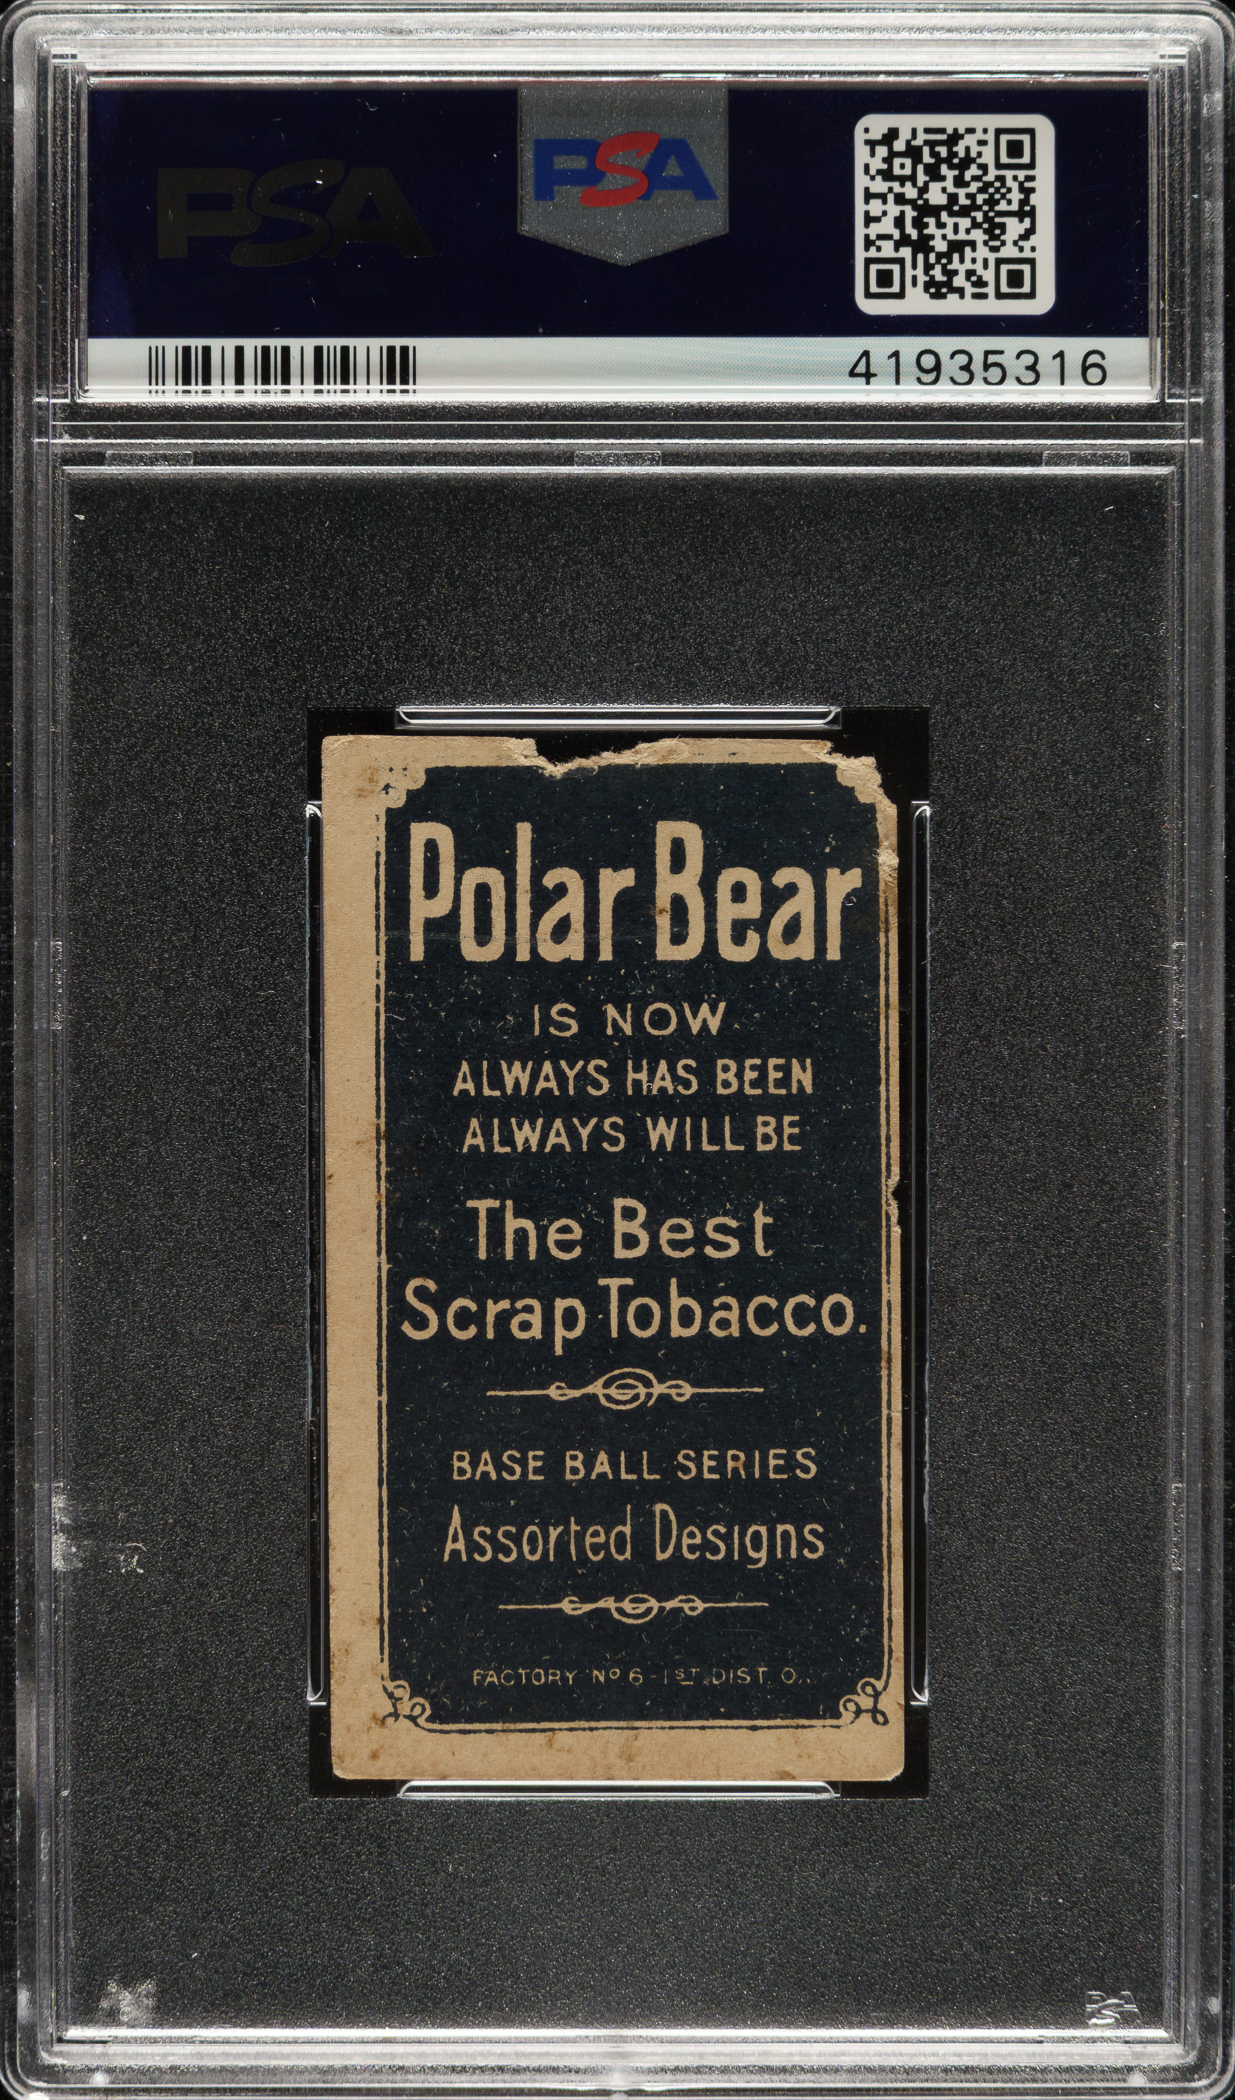 PSA
PSA
41935316
Polar Bear
IS NOW
ALWAYS HAS BEEN
ALWAYS WILL BE
The Best
Scrap Tobacco.
BASE BALL SERIES
Assorted Designs
FACTORY Nº 6 - 1ST DIST. O.
PSA